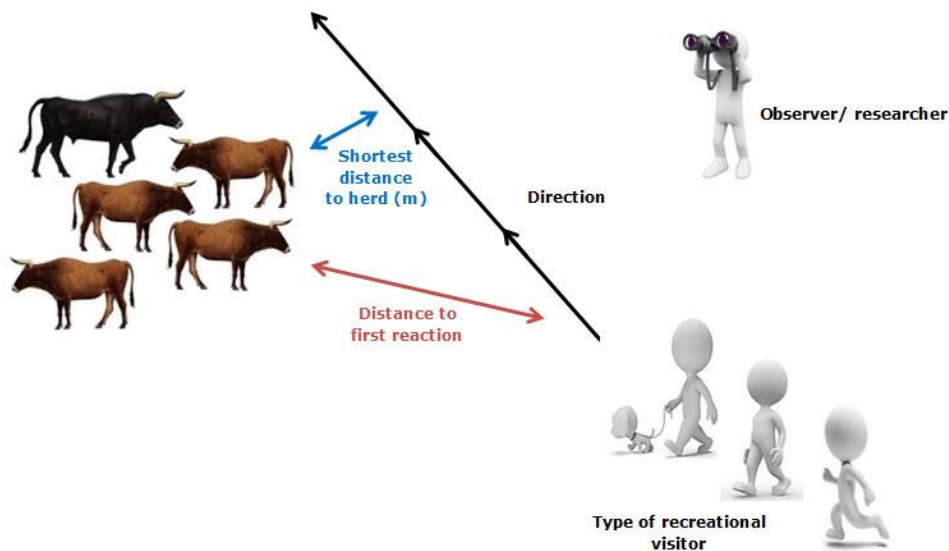 Observer/ researcher
Shortest
distance
to herd (m)
Direction
Distance to
first reaction
Type of recreational
visitor